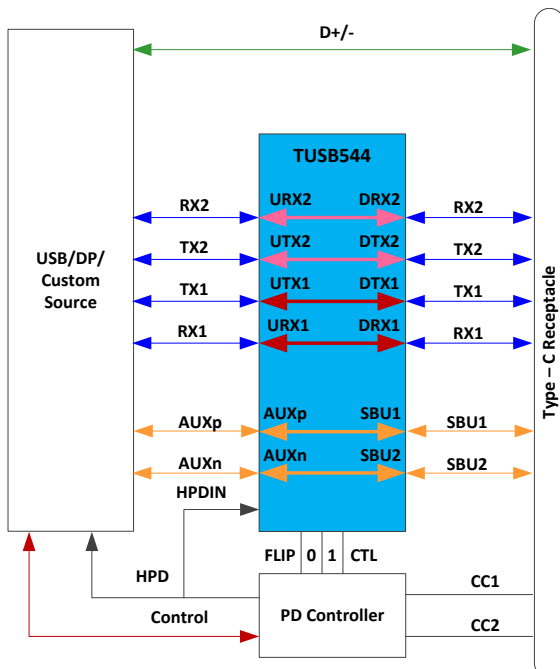 D+/-
TUSB544
URX2 DRX2
RX2 RX2
UTX2 DTX2
TX2 TX2
USB/DP/
Custom
Source
UTX1 DTX1
TX1 TX1
URX1 DRX1
RX1 RX1
Type – C Receptacle
AUXp AUXp SBU1 SBU1
AUXn AUXn SBU2 SBU2
HPDIN
FLIP 0 1 CTL
HPD
CC1
Control
PD Controller
CC2